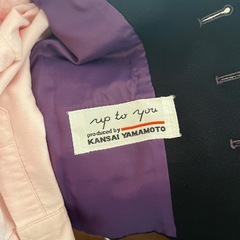 up to you
produced by
KANSAI YAMAMOTO